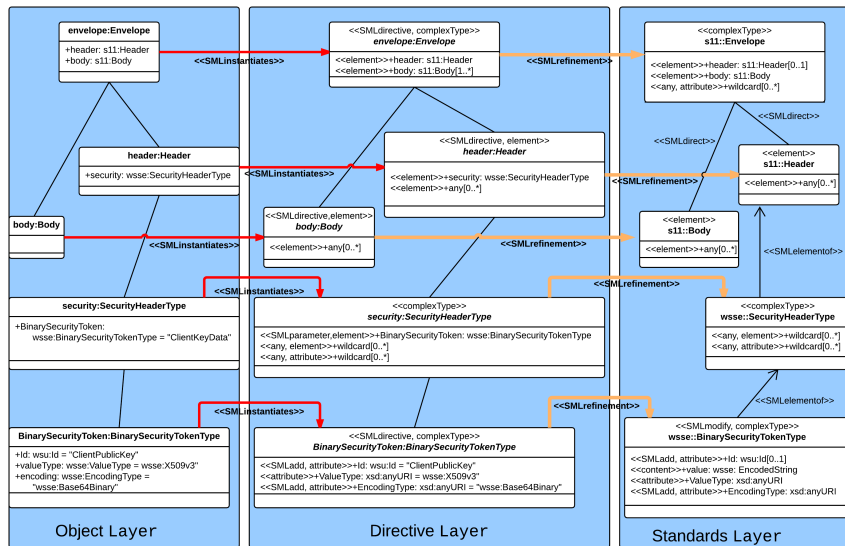 envelope:Envelope
+header: s11:Header
+body: s11:Body
header:Header
+security: wsse:SecurityHeaderType
body:Body
security:SecurityHeaderType
+BinarySecurityToken:
wsse:BinarySecurityTokenType = "ClientKeyData"
BinarySecurityToken:BinarySecurityTokenType
+Id: wsu:Id = "ClientPublicKey"
+valueType: wsse:ValueType = wsse:X509v3"
+encoding: wsse:EncodingType =
"wsse:Base64Binary"
Object Layer
<<SMLinstantiates>>
<<SMLinstantiates>>
<<SMLinstantiates>>
<<SMLinstantiates>>
<<SMLinstantiates>>
<<SMLdirective, complexType>>
envelope:Envelope
<<element>>+header: s11:Header
<<element>>+body: s11:Body[1..*]
<<SMLdirective, element>>
header:Header
<<element>>+security: wsse:SecurityHeaderType
<<element>>+any[0..*]
<<SMLdirective,element>>
body:Body
<<element>>+any[0..*]
<<complexType>>
security:SecurityHeaderType
<<SMLparameter,element>>+BinarySecurityToken: wsse:BinarySecurityTokenType
<<any, element>>+wildcard[0..*]
<<any, attribute>>+wildcard[0..*]
<<SMLdirective, complexType>>
BinarySecurityToken:BinarySecurityTokenType
<<SMLadd, attribute>>+Id: wsu:Id = "ClientPublicKey"
<<attribute>>+ValueType: xsd:anyURI = wsse:X509v3"
<<SMLadd, attribute>>+EncodingType: xsd:anyURI = "wsse:Base64Binary"
Directive Layer
<<SMLrefinement>>
<<SMLrefinement>>
<<SMLrefinement>>
<<SMLrefinement>>
<<SMLrefinement>>
<<complexType>>
s11::Envelope
<<element>>+header: s11:Header[0..1]
<<element>>+body: s11:Body
<<any, attribute>>+wildcard[0..*]
<<SMLdirect>>
<<SMLdirect>>
<<element>>
s11::Header
<<element>>+any[0..*]
<<element>>
s11::Body
<<element>>+any[0..*]
<<SMLelementof>>
<<complexType>>
wsse::SecurityHeaderType
<<any, element>>+wildcard[0..*]
<<any, attribute>>+wildcard[0..*]
<<SMLelementof>>
<<SMLmodify, complexType>>
wsse::BinarySecurityTokenType
<<SMLadd, attribute>>+Id: wsu:Id[0..1]
<<content>>+value: wsse: EncodedString
<<attribute>>+ValueType: xsd:anyURI
<<SMLadd, attribute>>+EncodingType: xsd:anyURI
Standards Layer